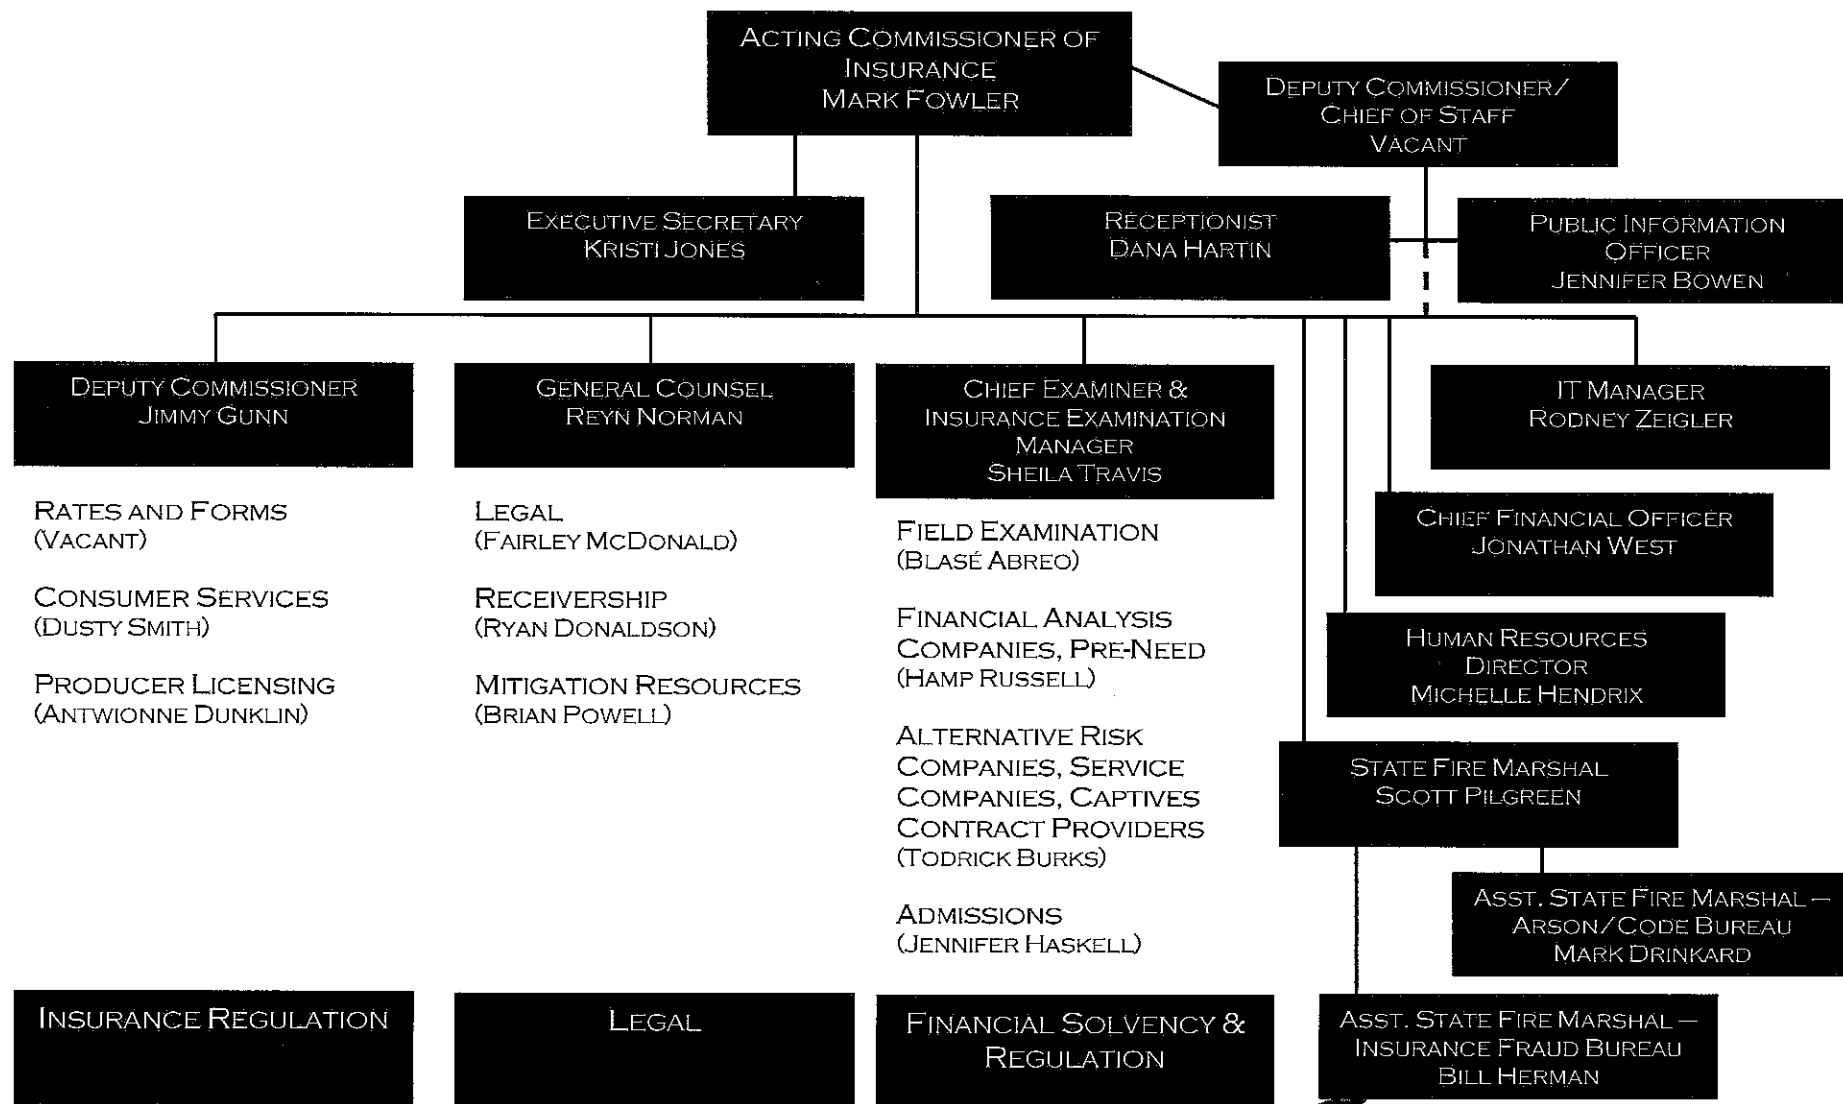 ACTING COMMISSIONER OF
INSURANCE
MARK FOWLER
DEPUTY COMMISSIONER/
CHIEF OF STAFF
VACANT
EXECUTIVE SECRETARY
KRISTI JONES
RECEPTIONIST
DANA HARTIN
PUBLIC INFORMATION
OFFICER
JENNIFER BOWEN
DEPUTY COMMISSIONER
JIMMY GUNN
RATES AND FORMS
(VACANT)
CONSUMER SERVICES
(DUSTY SMITH)
PRODUCER LICENSING
(ANTWIONNE DUNKLIN)
INSURANCE REGULATION
GENERAL COUNSEL
REYN NORMAN
LEGAL
(FAIRLEY MCDONALD)
RECEIVERSHIP
(RYAN DONALDSON)
MITIGATION RESOURCES
(BRIAN POWELL)
LEGAL
CHIEF EXAMINER &
INSURANCE EXAMINATION
MANAGER
SHEILA TRAVIS
FIELD EXAMINATION
(BLASÉ ABREO)
FINANCIAL ANALYSIS
COMPANIES, PRE-NEED
(HAMP RUSSELL)
ALTERNATIVE RISK
COMPANIES, SERVICE
COMPANIES, CAPTIVES
CONTRACT PROVIDERS
(TODRICK BURKS)
ADMISSIONS
(JENNIFER HASKELL)
FINANCIAL SOLVENCY &
REGULATION
IT MANAGER
RODNEY ZEIGLER
CHIEF FINANCIAL OFFICER
JONATHAN WEST
HUMAN RESOURCES
DIRECTOR
MICHELLE HENDRIX
STATE FIRE MARSHAL
SCOTT PILGREEN
ASST. STATE FIRE MARSHAL –
ARSON/CODE BUREAU
MARK DRINKARD
ASST. STATE FIRE MARSHAL –
INSURANCE FRAUD BUREAU
BILL HERMAN